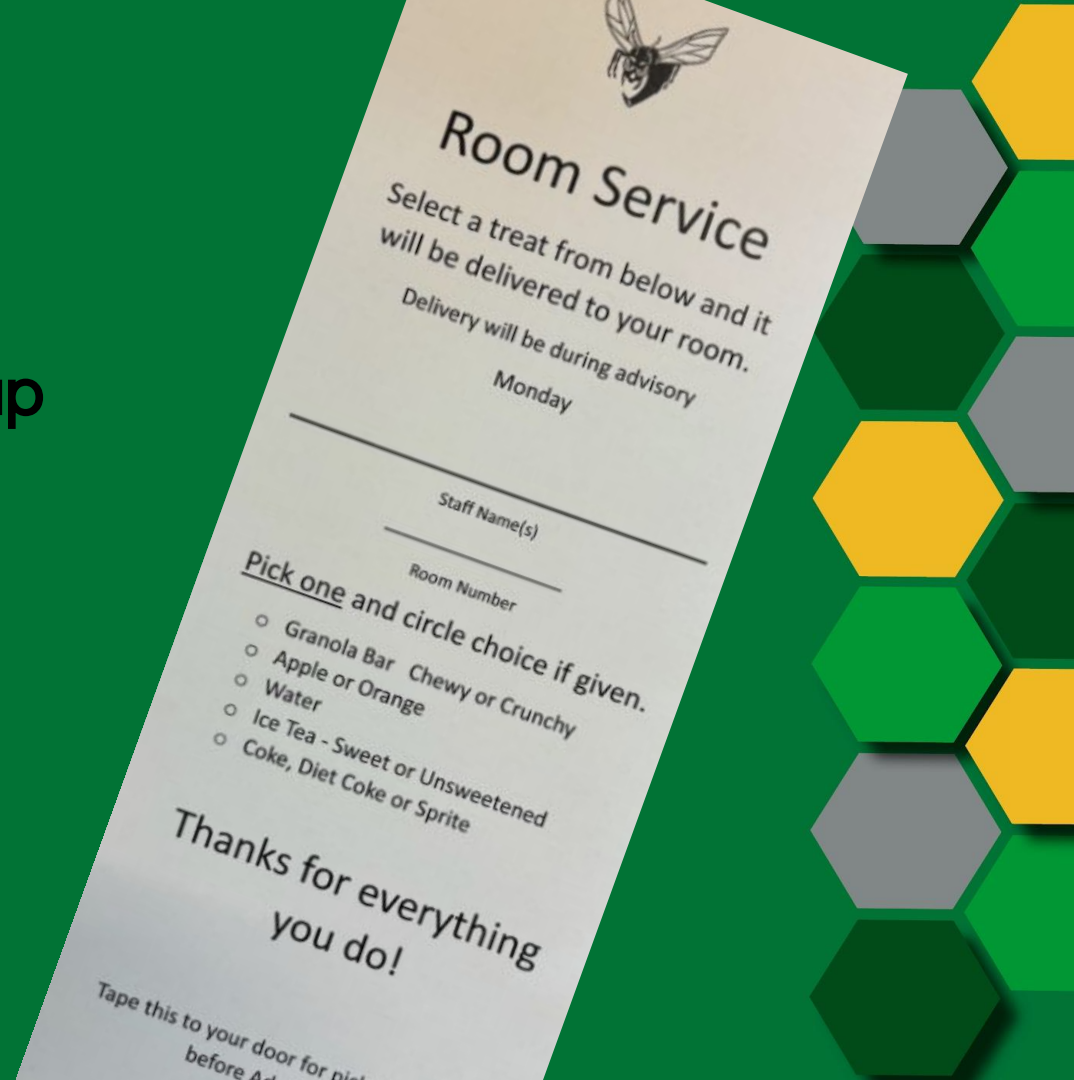 Room Service
Select a treat from below and it
will be delivered to your room.
Delivery will be during advisory
Monday
Staff Name(s)
Room Number
Pick one and circle choice if given.
Granola Bar Chewy or Crunchy
Apple or Orange
Water
Ice Tea - Sweet or Unsweetened
Coke, Diet Coke or Sprite
Thanks for everything
you do!
Tape this to your door for
before